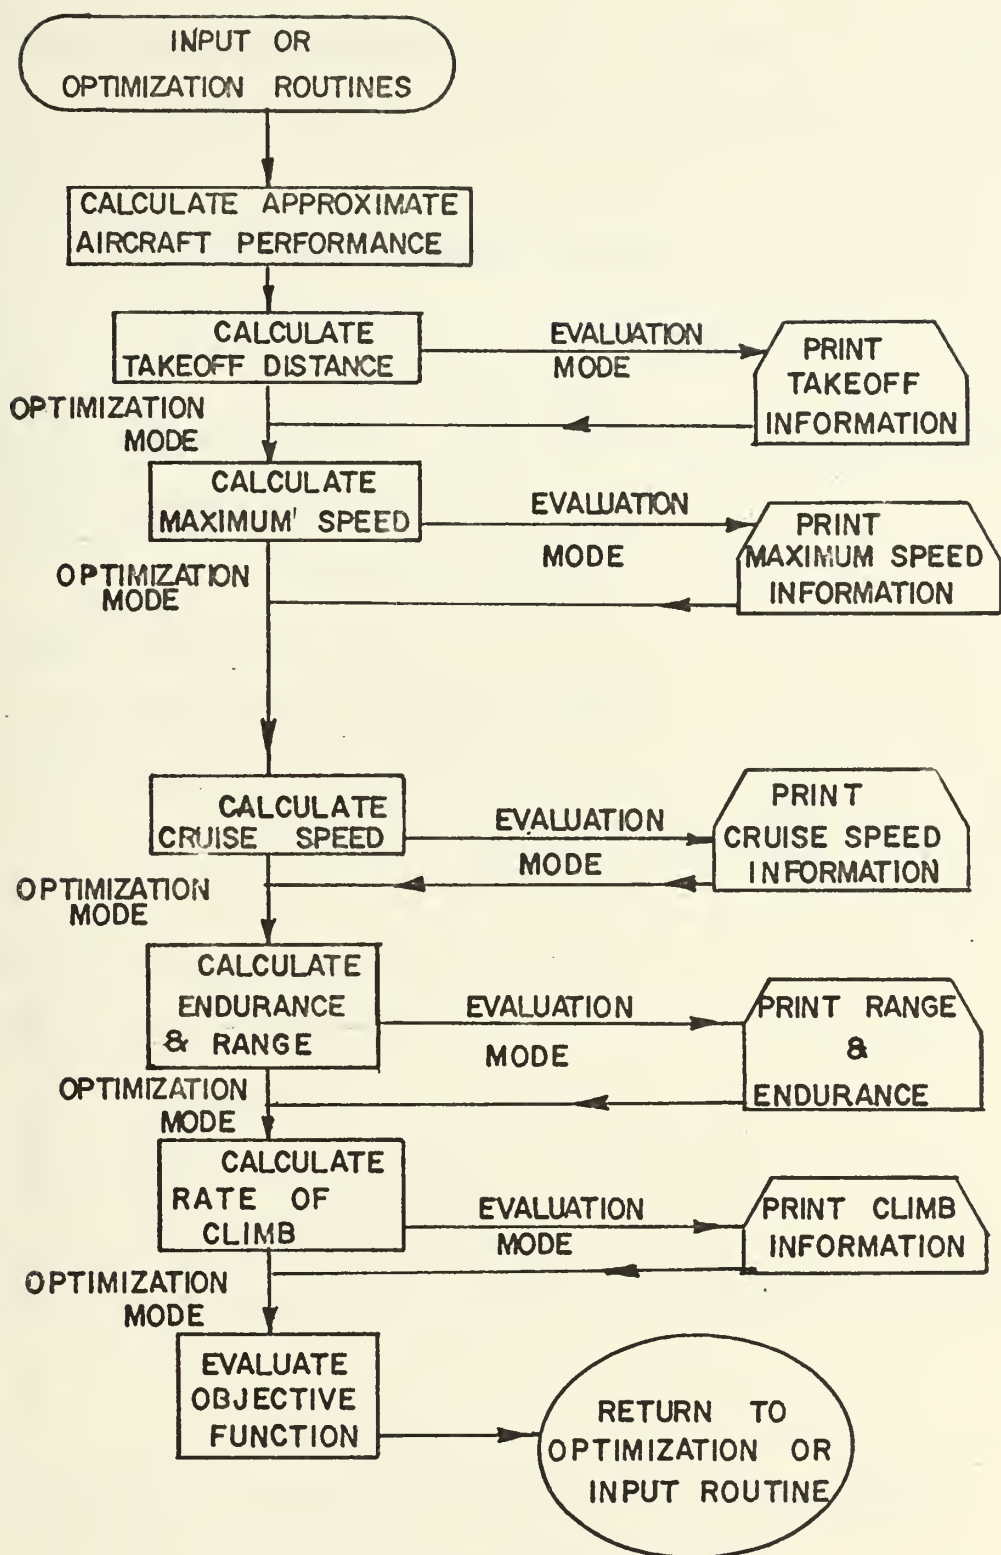 INPUT OR
OPTIMIZATION ROUTINES
CALCULATE APPROXIMATE
AIRCRAFT PERFORMANCE
CALCULATE
TAKEOFF DISTANCE
EVALUATION
MODE
PRINT
TAKEOFF
INFORMATION
OPTIMIZATION
MODE
CALCULATE
MAXIMUM' SPEED
EVALUATION
MODE
PRINT
MAXIMUM SPEED
INFORMATION
OPTIMIZATION
MODE
CALCULATE
CRUISE SPEED
EVALUATION
MODE
PRINT
CRUISE SPEED
INFORMATION
OPTIMIZATION
MODE
CALCULATE
ENDURANCE
& RANGE
EVALUATION
MODE
PRINT RANGE
&
ENDURANCE
OPTIMIZATION
MODE
CALCULATE
RATE OF
CLIMB
EVALUATION
MODE
PRINT CLIMB
INFORMATION
OPTIMIZATION
MODE
EVALUATE
OBJECTIVE
FUNCTION
RETURN TO
OPTIMIZATION OR
INPUT ROUTINE